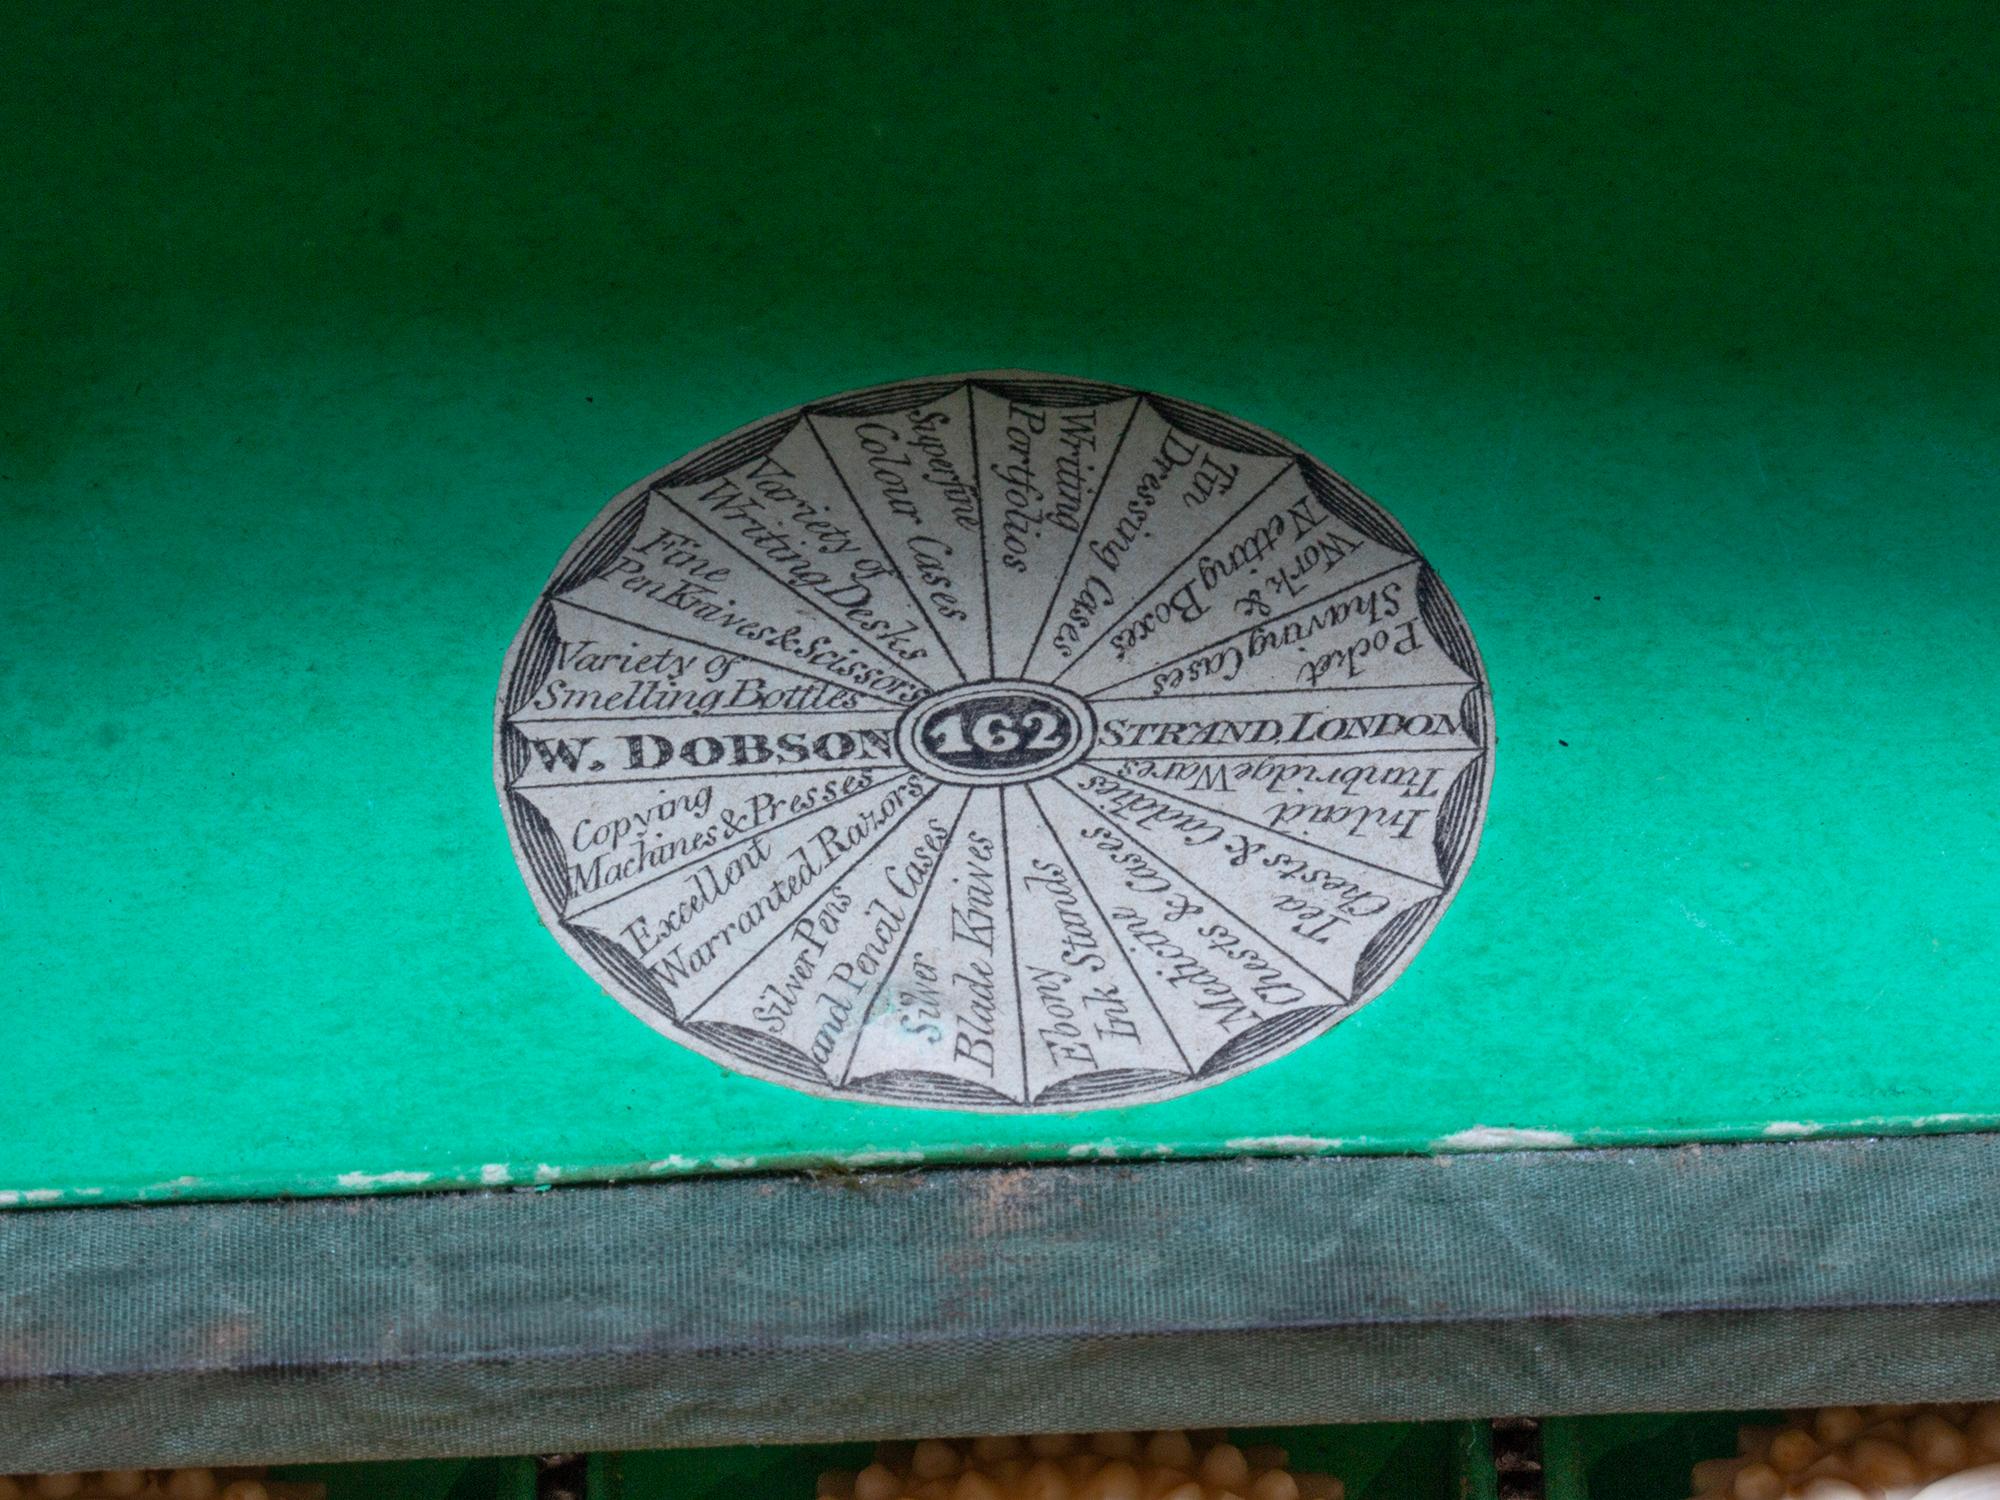 W. DOBSON
162
STRAND, LONDON
Variety of
Smelling Bottles
Fine
Pen Knives & Scissors
Variety of
Writing Desks
Superfine
Colour Cases
Writing
Portfolios
Tin
Dressing Cases
Work &
Netting Boxes
Pocket
Shaving Cases
Inlaid
Tunbridge Wares
Tea
Chests & Caddies
Medicine
Chests & Cases
Ebony
Ink Stands
Silver
Blade Knives
Silver Pens
and Pencil Cases
Excellent
Warranted Razors
Copying
Machines & Presses